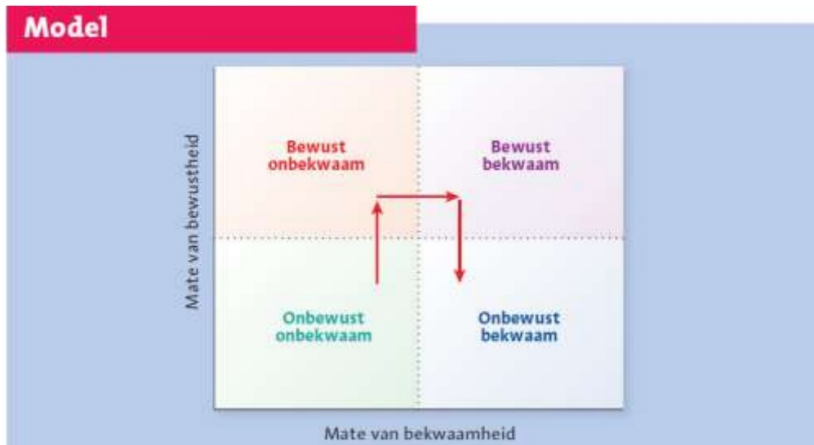 Model
Mate van bewustheid
Bewust
onbekwaam
Bewust
bekwaam
Onbewust
onbekwaam
Onbewust
bekwaam
Mate van bekwaamheid